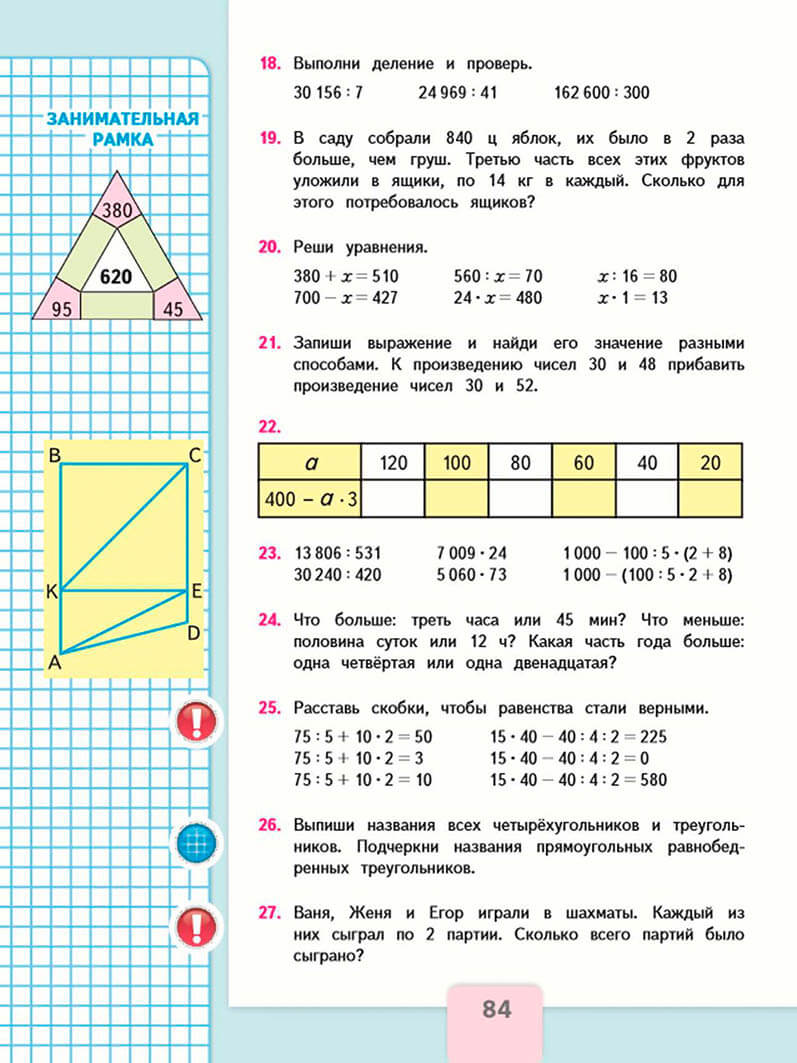 ЗАНИМАТЕЛЬНАЯ
РАМКА
380
620
95 45
B C
K E
D
A
18. Выполни деление и проверь.
30 156 : 7 24 969 : 41 162 600 : 300
19. В саду собрали 840 ц яблок, их было в 2 раза
больше, чем груш. Третью часть всех этих фруктов
уложили в ящики, по 14 кг в каждый. Сколько для
этого потребовалось ящиков?
20. Реши уравнения.
380 + x = 510 560 : x = 70 x : 16 = 80
700 − x = 427 24 · x = 480 x · 1 = 13
21. Запиши выражение и найди его значение разными
способами. К произведению чисел 30 и 48 прибавить
произведение чисел 30 и 52.
22.
a 120 100 80 60 40 20
400 − a · 3
23. 13 806 : 531 7 009 · 24 1 000 − 100 : 5 · (2 + 8)
30 240 : 420 5 060 · 73 1 000 − (100 : 5 · 2 + 8)
24. Что больше: треть часа или 45 мин? Что меньше:
половина суток или 12 ч? Какая часть года больше:
одна четвёртая или одна двенадцатая?
25. Расставь скобки, чтобы равенства стали верными.
75 : 5 + 10 · 2 = 50 15 · 40 − 40 : 4 : 2 = 225
75 : 5 + 10 · 2 = 3 15 · 40 − 40 : 4 : 2 = 0
75 : 5 + 10 · 2 = 10 15 · 40 − 40 : 4 : 2 = 580
26. Выпиши названия всех четырёхугольников и треуголь-
ников. Подчеркни названия прямоугольных равнобед-
ренных треугольников.
27. Ваня, Женя и Егор играли в шахматы. Каждый из
них сыграл по 2 партии. Сколько всего партий было
сыграно?
84